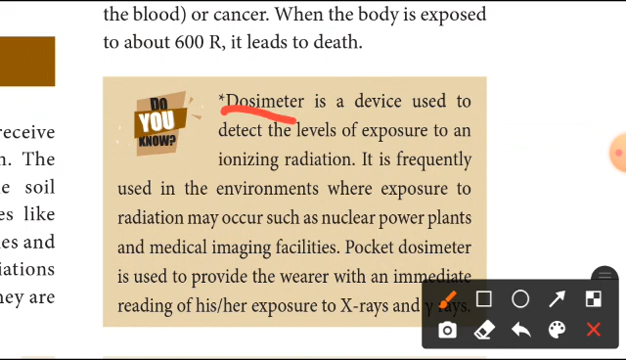 the blood) or cancer. When the body is exposed
to about 600 R, it leads to death.
receive
n. The
e soil
es like
ies and
iations
hey are
DO
YOU
KNOW?
*Dosimeter is a device used to
detect the levels of exposure to an
ionizing radiation. It is frequently
used in the environments where exposure to
radiation may occur such as nuclear power plants
and medical imaging facilities. Pocket dosimeter
is used to provide the wearer with an immediate
reading of his/her exposure to X-rays and γ rays.